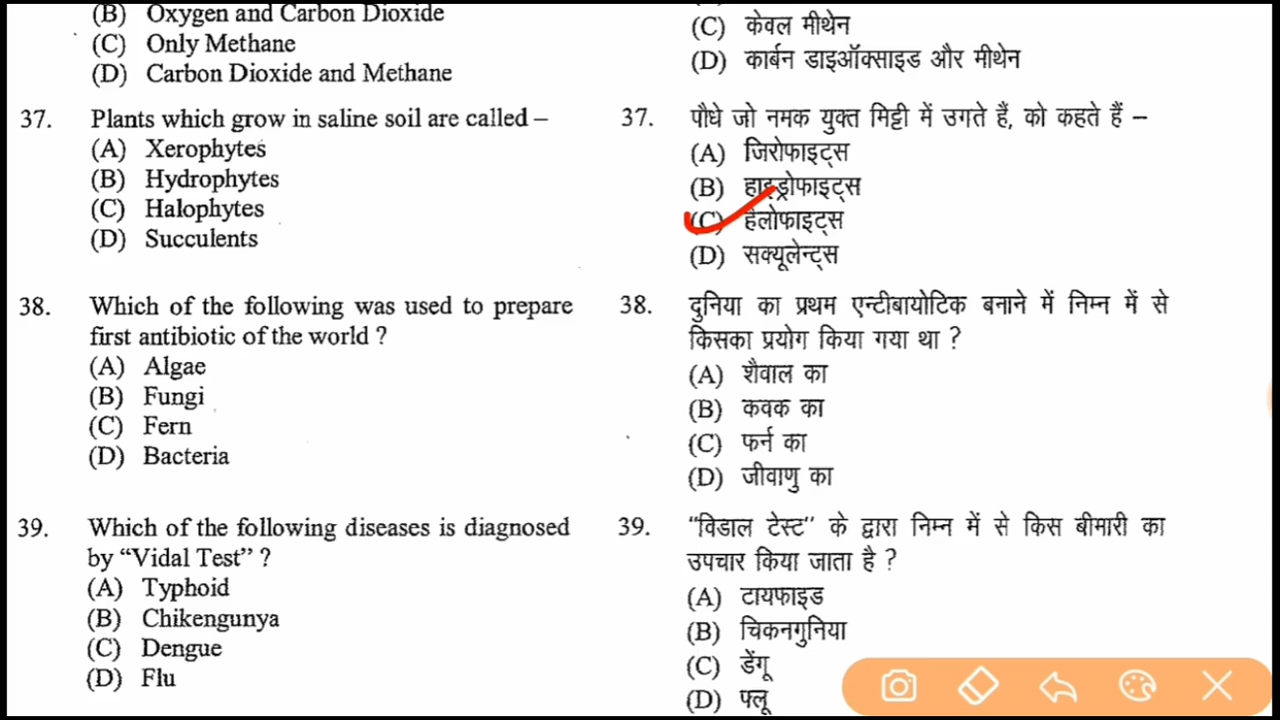 (B) Oxygen and Carbon Dioxide
(C) Only Methane
(D) Carbon Dioxide and Methane
37. Plants which grow in saline soil are called –
(A) Xerophytes
(B) Hydrophytes
(C) Halophytes
(D) Succulents
38. Which of the following was used to prepare
first antibiotic of the world ?
(A) Algae
(B) Fungi
(C) Fern
(D) Bacteria
39. Which of the following diseases is diagnosed
by “Vidal Test” ?
(A) Typhoid
(B) Chikengunya
(C) Dengue
(D) Flu
(C) केवल मीथेन
(D) कार्बन डाइऑक्साइड और मीथेन
37. पौधे जो नमक युक्त मिट्टी में उगते हैं, को कहते हैं –
(A) जिरोफाइट्स
(B) हाइड्रोफाइट्स
(C) हैलोफाइट्स
(D) सक्यूलेन्ट्स
38. दुनिया का प्रथम एन्टीबायोटिक बनाने में निम्न में से
किसका प्रयोग किया गया था ?
(A) शैवाल का
(B) कवक का
(C) फर्न का
(D) जीवाणु का
39. “विडाल टेस्ट” के द्वारा निम्न में से किस बीमारी का
उपचार किया जाता है ?
(A) टायफाइड
(B) चिकनगुनिया
(C) डेंगू
(D) फ्लू